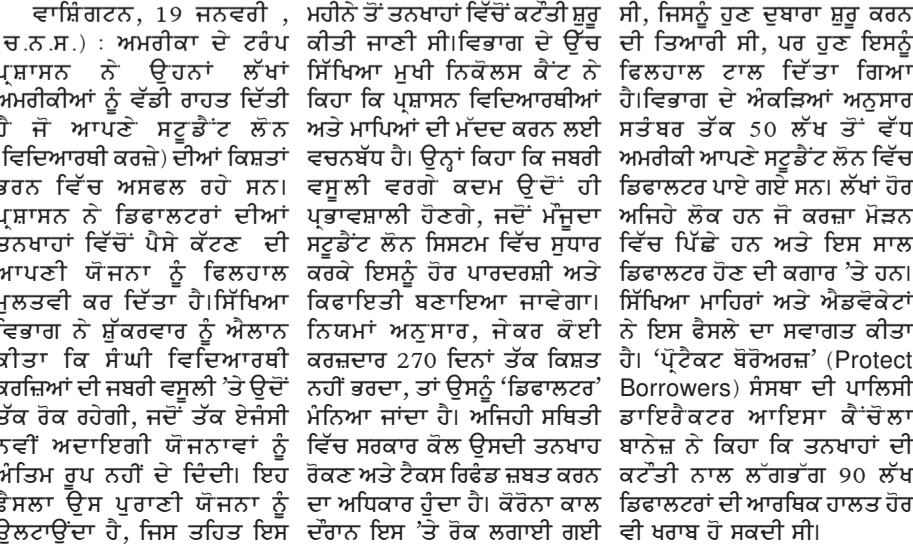 ਵਾਸ਼ਿੰਗਟਨ, 19 ਜਨਵਰੀ ,
ਚ.ਨ.ਸ.) : ਅਮਰੀਕਾ ਦੇ ਟਰੰਪ
ਪ੍ਰਸ਼ਾਸਨ ਨੇ ਉਹਨਾਂ ਲੱਖਾਂ
ਅਮਰੀਕੀਆਂ ਨੂੰ ਵੱਡੀ ਰਾਹਤ ਦਿੱਤੀ
ਹੈ ਜੋ ਆਪਣੇ ਸਟੂਡੈਂਟ ਲੋਨ
(ਵਿਦਿਆਰਥੀ ਕਰਜ਼ੇ) ਦੀਆਂ ਕਿਸ਼ਤਾਂ
ਭਰਨ ਵਿੱਚ ਅਸਫਲ ਰਹੇ ਸਨ।
ਪ੍ਰਸ਼ਾਸਨ ਨੇ ਡਿਫਾਲਟਰਾਂ ਦੀਆਂ
ਤਨਖਾਹਾਂ ਵਿੱਚੋਂ ਪੈਸੇ ਕੱਟਣ ਦੀ
ਆਪਣੀ ਯੋਜਨਾ ਨੂੰ ਫਿਲਹਾਲ
ਮੁਲਤਵੀ ਕਰ ਦਿੱਤਾ ਹੈ।ਸਿੱਖਿਆ
ਵਿਭਾਗ ਨੇ ਸ਼ੁੱਕਰਵਾਰ ਨੂੰ ਐਲਾਨ
ਕੀਤਾ ਕਿ ਸੰਘੀ ਵਿਦਿਆਰਥੀ
ਕਰਜ਼ਿਆਂ ਦੀ ਜਬਰੀ ਵਸੂਲੀ 'ਤੇ ਉਦੋਂ
ਤੱਕ ਰੋਕ ਰਹੇਗੀ, ਜਦੋਂ ਤੱਕ ਏਜੰਸੀ
ਨਵੀਂ ਅਦਾਇਗੀ ਯੋਜਨਾਵਾਂ ਨੂੰ
ਅੰਤਿਮ ਰੂਪ ਨਹੀਂ ਦੇ ਦਿੰਦੀ। ਇਹ
ਫੈਸਲਾ ਉਸ ਪੁਰਾਣੀ ਯੋਜਨਾ ਨੂੰ
ਉਲਟਾਉਂਦਾ ਹੈ, ਜਿਸ ਤਹਿਤ ਇਸ
ਮਹੀਨੇ ਤੋਂ ਤਨਖਾਹਾਂ ਵਿੱਚੋਂ ਕਟੌਤੀ ਸ਼ੁਰੂ
ਕੀਤੀ ਜਾਣੀ ਸੀ।ਵਿਭਾਗ ਦੇ ਉੱਚ
ਸਿੱਖਿਆ ਮੁਖੀ ਨਿਕੋਲਸ ਕੈਂਟ ਨੇ
ਕਿਹਾ ਕਿ ਪ੍ਰਸ਼ਾਸਨ ਵਿਦਿਆਰਥੀਆਂ
ਅਤੇ ਮਾਪਿਆਂ ਦੀ ਮੱਦਦ ਕਰਨ ਲਈ
ਵਚਨਬੱਧ ਹੈ। ਉਨ੍ਹਾਂ ਕਿਹਾ ਕਿ ਜਬਰੀ
ਵਸੂਲੀ ਵਰਗੇ ਕਦਮ ਉਦੋਂ ਹੀ
ਪ੍ਰਭਾਵਸ਼ਾਲੀ ਹੋਣਗੇ, ਜਦੋਂ ਮੌਜੂਦਾ
ਸਟੂਡੈਂਟ ਲੋਨ ਸਿਸਟਮ ਵਿੱਚ ਸੁਧਾਰ
ਕਰਕੇ ਇਸਨੂੰ ਹੋਰ ਪਾਰਦਰਸ਼ੀ ਅਤੇ
ਕਿਫਾਇਤੀ ਬਣਾਇਆ ਜਾਵੇਗਾ।
ਨਿਯਮਾਂ ਅਨੁਸਾਰ, ਜੇਕਰ ਕੋਈ
ਕਰਜ਼ਦਾਰ 270 ਦਿਨਾਂ ਤੱਕ ਕਿਸ਼ਤ
ਨਹੀਂ ਭਰਦਾ, ਤਾਂ ਉਸਨੂੰ 'ਡਿਫਾਲਟਰ'
ਮੰਨਿਆ ਜਾਂਦਾ ਹੈ। ਅਜਿਹੀ ਸਥਿਤੀ
ਵਿੱਚ ਸਰਕਾਰ ਕੋਲ ਉਸਦੀ ਤਨਖਾਹ
ਰੋਕਣ ਅਤੇ ਟੈਕਸ ਰਿਫੰਡ ਜ਼ਬਤ ਕਰਨ
ਦਾ ਅਧਿਕਾਰ ਹੁੰਦਾ ਹੈ। ਕੋਰੋਨਾ ਕਾਲ
ਦੌਰਾਨ ਇਸ 'ਤੇ ਰੋਕ ਲਗਾਈ ਗਈ
ਸੀ, ਜਿਸਨੂੰ ਹੁਣ ਦੁਬਾਰਾ ਸ਼ੁਰੂ ਕਰਨ
ਦੀ ਤਿਆਰੀ ਸੀ, ਪਰ ਹੁਣ ਇਸਨੂੰ
ਫਿਲਹਾਲ ਟਾਲ ਦਿੱਤਾ ਗਿਆ
ਹੈ।ਵਿਭਾਗ ਦੇ ਅੰਕੜਿਆਂ ਅਨੁਸਾਰ
ਸਤੰਬਰ ਤੱਕ 50 ਲੱਖ ਤੋਂ ਵੱਧ
ਅਮਰੀਕੀ ਆਪਣੇ ਸਟੂਡੈਂਟ ਲੋਨ ਵਿੱਚ
ਡਿਫਾਲਟਰ ਪਾਏ ਗਏ ਸਨ। ਲੱਖਾਂ ਹੋਰ
ਅਜਿਹੇ ਲੋਕ ਹਨ ਜੋ ਕਰਜ਼ਾ ਮੋੜਨ
ਵਿੱਚ ਪਿੱਛੇ ਹਨ ਅਤੇ ਇਸ ਸਾਲ
ਡਿਫਾਲਟਰ ਹੋਣ ਦੀ ਕਗਾਰ 'ਤੇ ਹਨ।
ਸਿੱਖਿਆ ਮਾਹਿਰਾਂ ਅਤੇ ਐਡਵੋਕੇਟਾਂ
ਨੇ ਇਸ ਫੈਸਲੇ ਦਾ ਸਵਾਗਤ ਕੀਤਾ
ਹੈ। 'ਪ੍ਰੋਟੈਕਟ ਬੋਰੋਅਰਜ਼' (Protect
Borrowers) ਸੰਸਥਾ ਦੀ ਪਾਲਿਸੀ
ਡਾਇਰੈਕਟਰ ਆਇਸਾ ਕੈਂਚੋਲਾ
ਬਾਨੇਜ਼ ਨੇ ਕਿਹਾ ਕਿ ਤਨਖਾਹਾਂ ਦੀ
ਕਟੌਤੀ ਨਾਲ ਲੱਗਭੱਗ 90 ਲੱਖ
ਡਿਫਾਲਟਰਾਂ ਦੀ ਆਰਥਿਕ ਹਾਲਤ ਹੋਰ
ਵੀ ਖਰਾਬ ਹੋ ਸਕਦੀ ਸੀ।